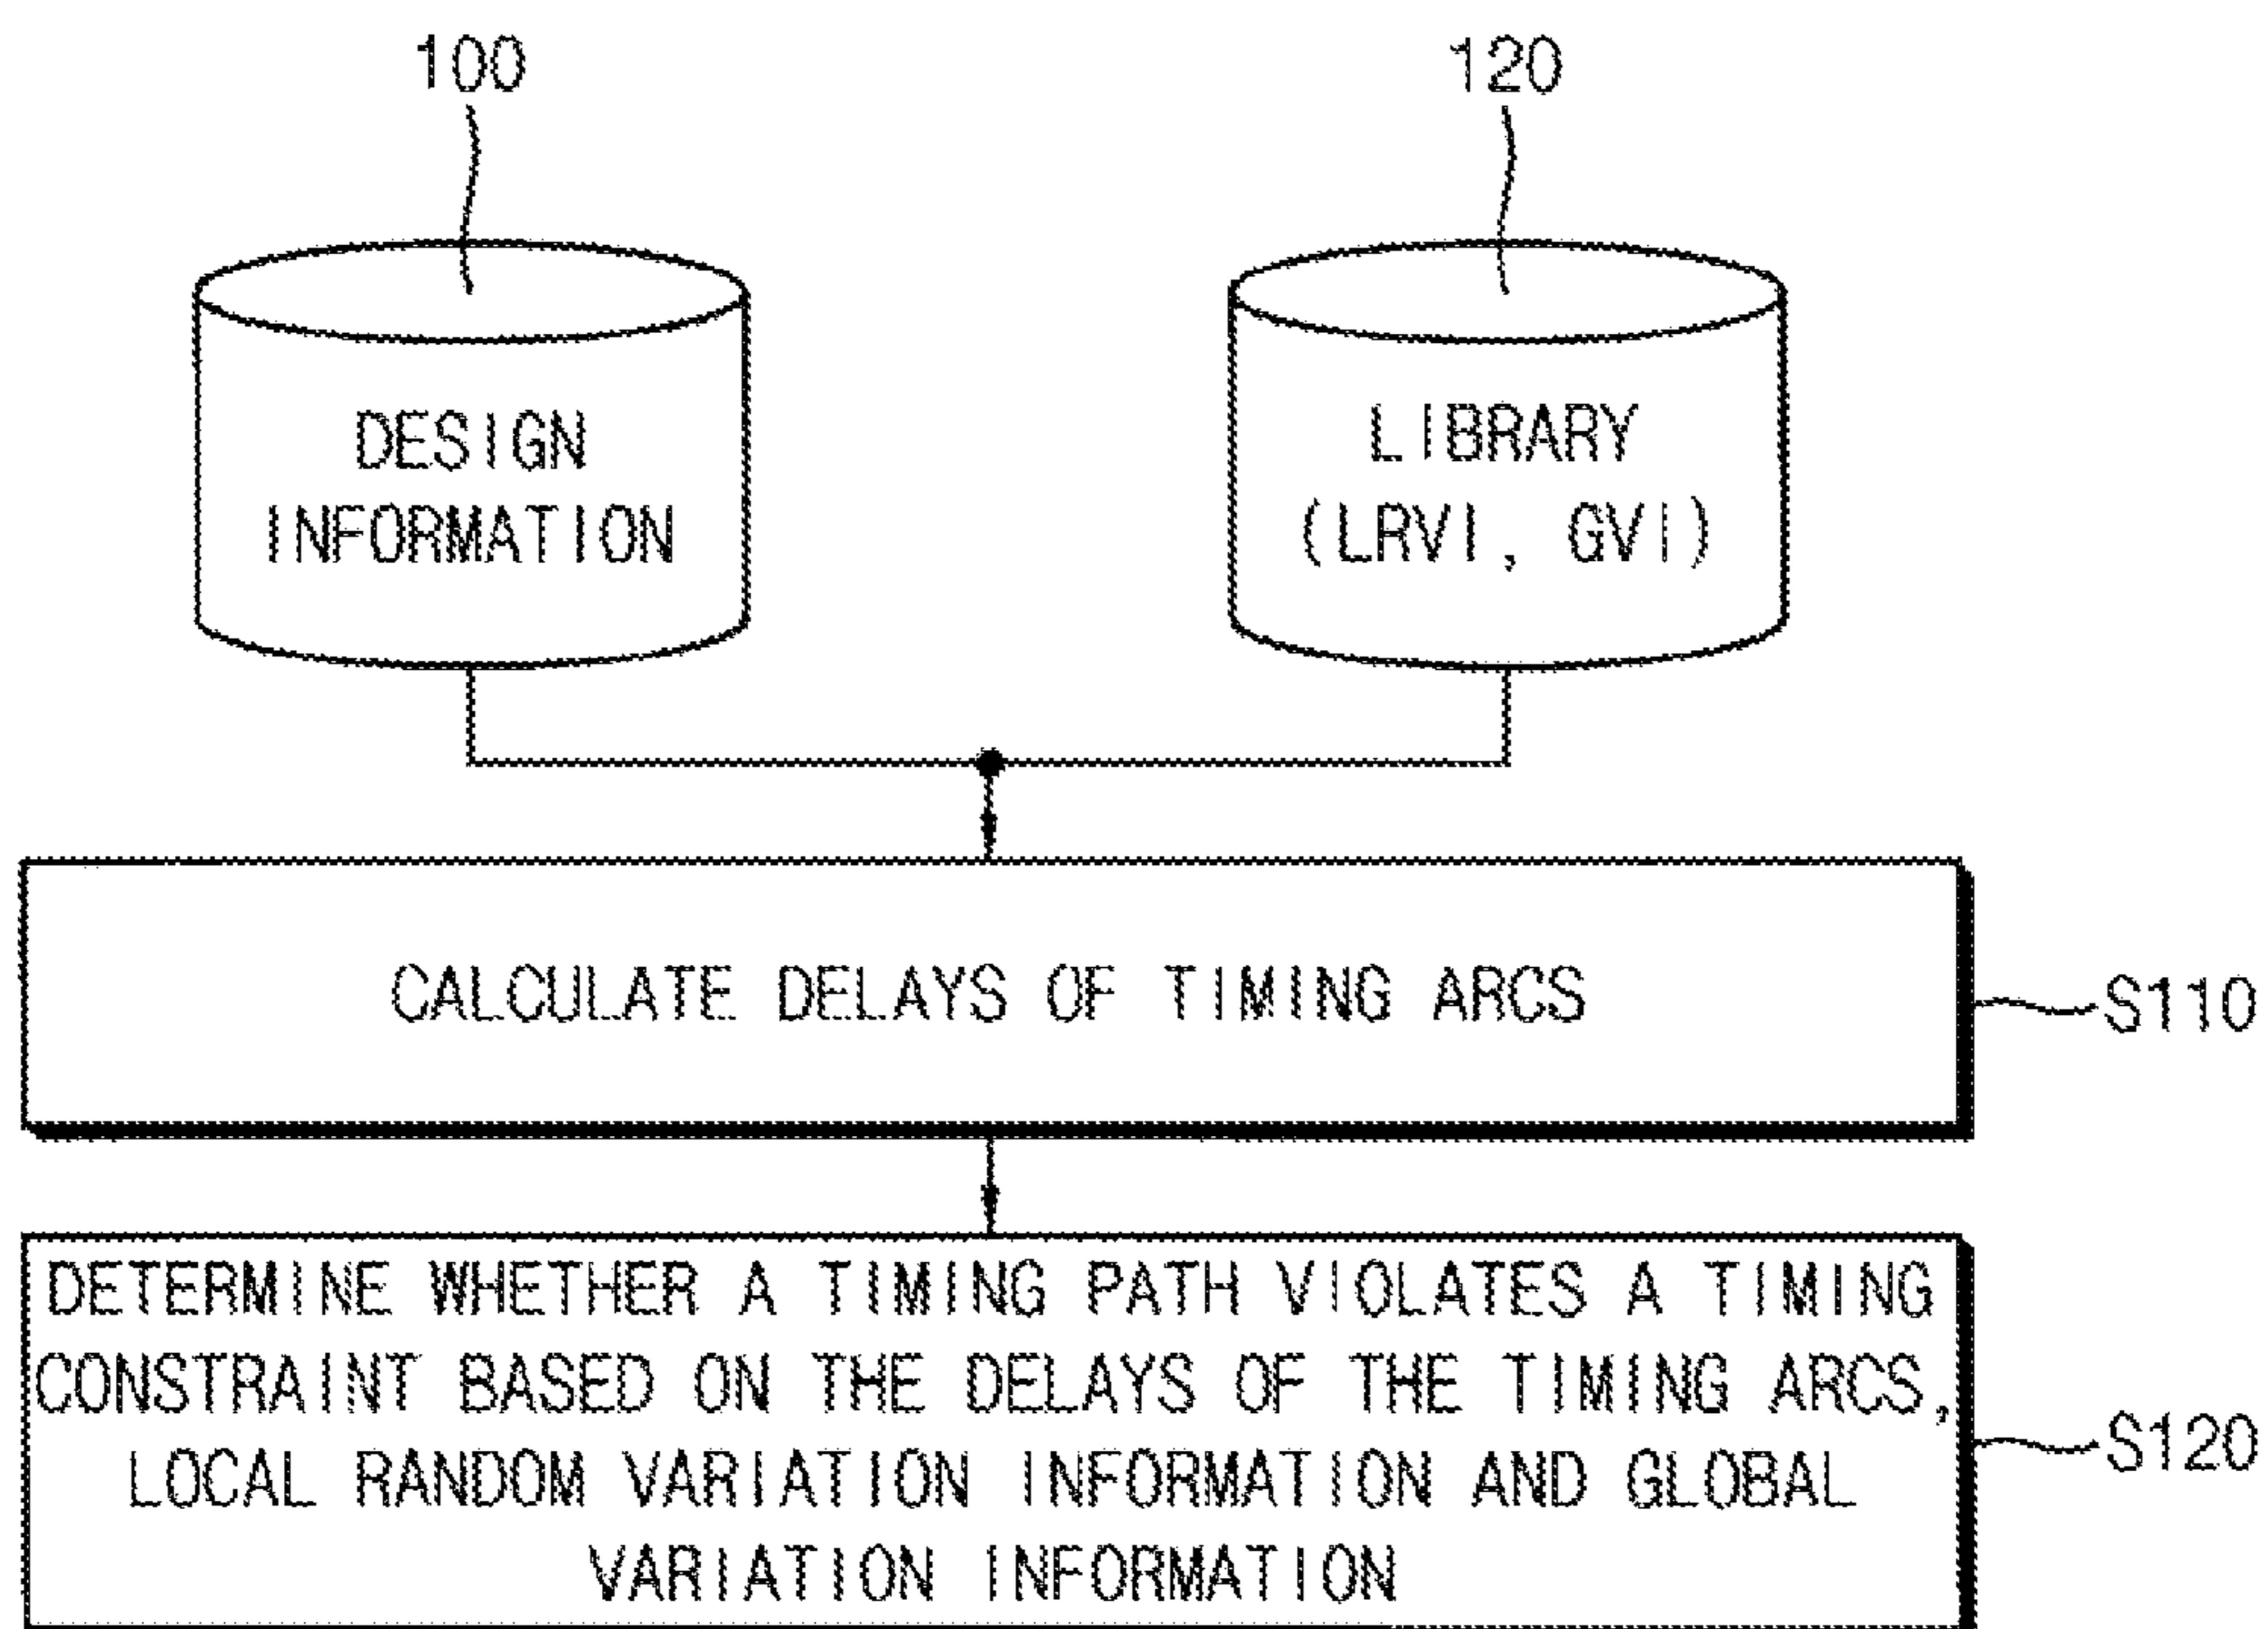 100
120
DESIGN
INFORMATION
LIBRARY
(LRVI, GVI)
CALCULATE DELAYS OF TIMING ARCS
S110
DETERMINE WHETHER A TIMING PATH VIOLATES A TIMING
CONSTRAINT BASED ON THE DELAYS OF THE TIMING ARCS,
LOCAL RANDOM VARIATION INFORMATION AND GLOBAL
VARIATION INFORMATION
S120